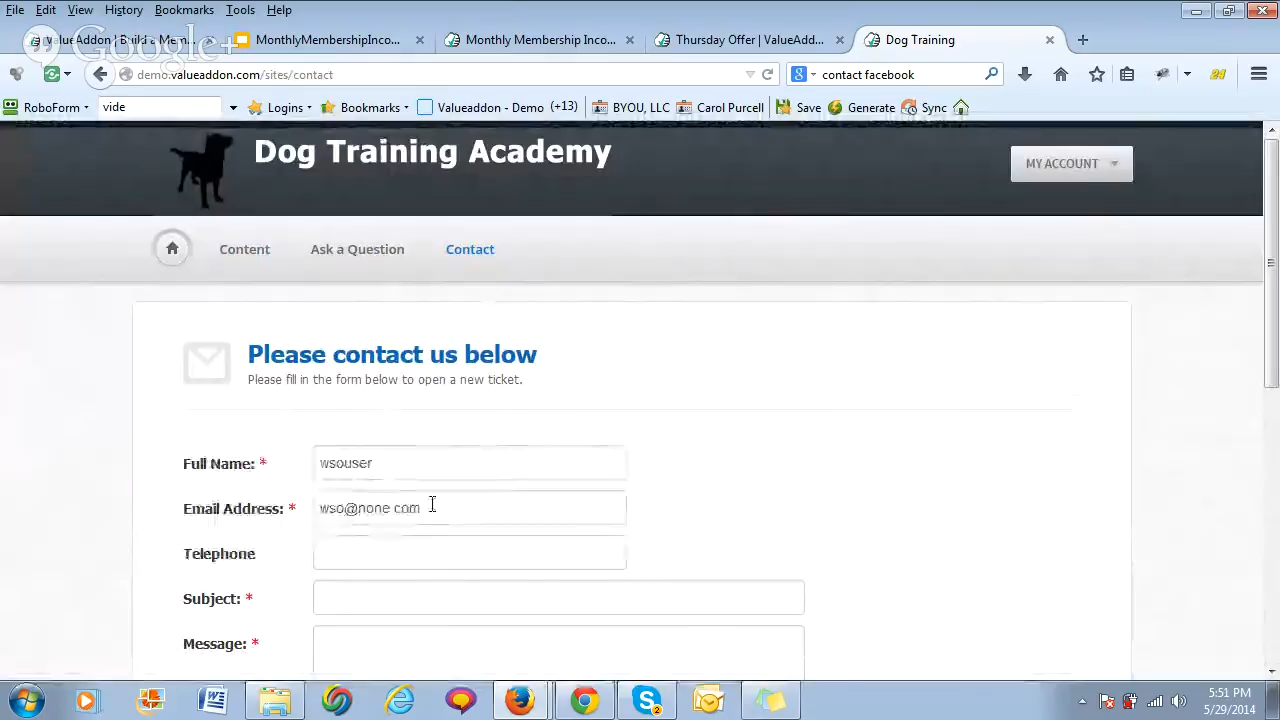 File Edit View History Bookmarks Tools Help
Google+
ValueAddon | Build a Mem... MonthlyMembershipInco... Monthly Membership Inco... Thursday Offer | ValueAdd... Dog Training
demo.valueaddon.com/sites/contact contact facebook
RoboForm vide Logins Bookmarks Valueaddon - Demo (+13) BYOU, LLC Carol Purcell Save Generate Sync
Dog Training Academy
MY ACCOUNT
Content Ask a Question Contact
Please contact us below
Please fill in the form below to open a new ticket.
Full Name: * wsouser
Email Address: * wso@none com
Telephone
Subject: *
Message: *
5:51 PM
5/29/2014